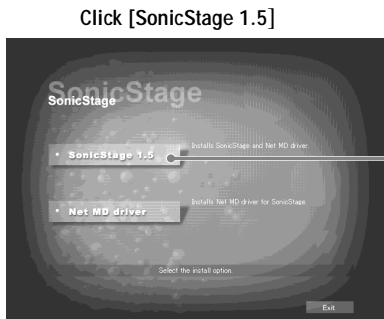 Click [SonicStage 1.5]
SonicStage
SonicStage
SonicStage 1.5
Installs SonicStage and Net MD driver.
Net MD driver
Installs Net MD driver for SonicStage.
Select the install option.
Exit